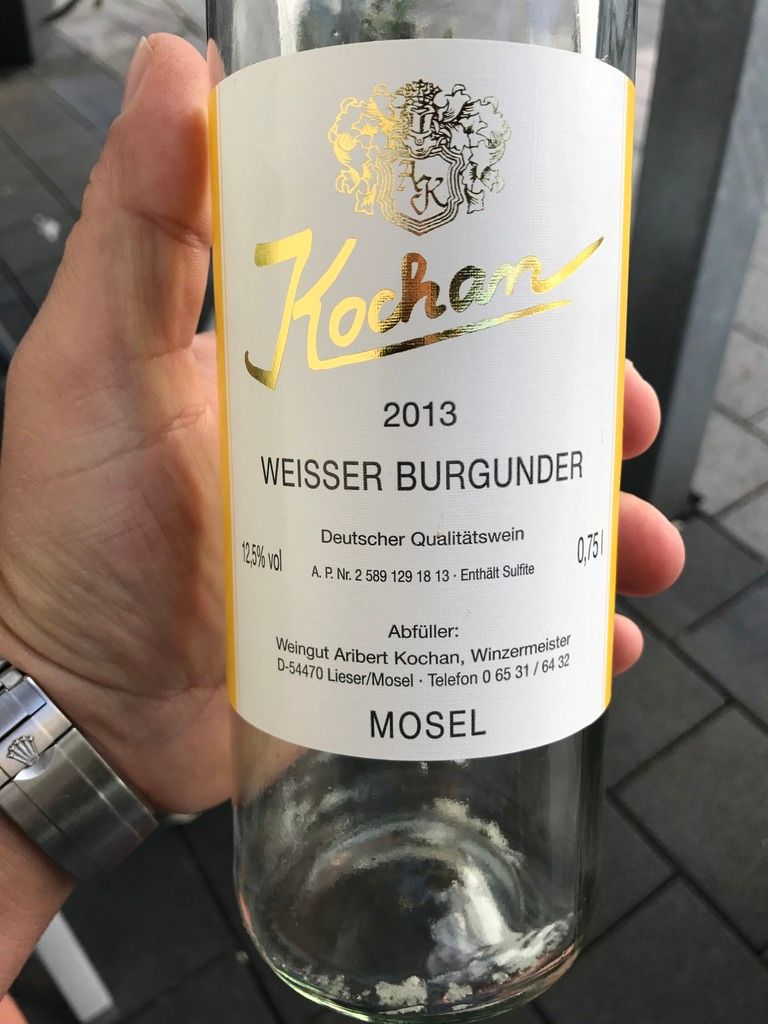 AK
Kochan
2013
WEISSER BURGUNDER
Deutscher Qualitätswein
12,5% vol
0,75 l
A. P. Nr. 2 589 129 18 13 · Enthält Sulfite
Abfüller:
Weingut Aribert Kochan, Winzermeister
D-54470 Lieser/Mosel · Telefon 0 65 31 / 64 32
MOSEL